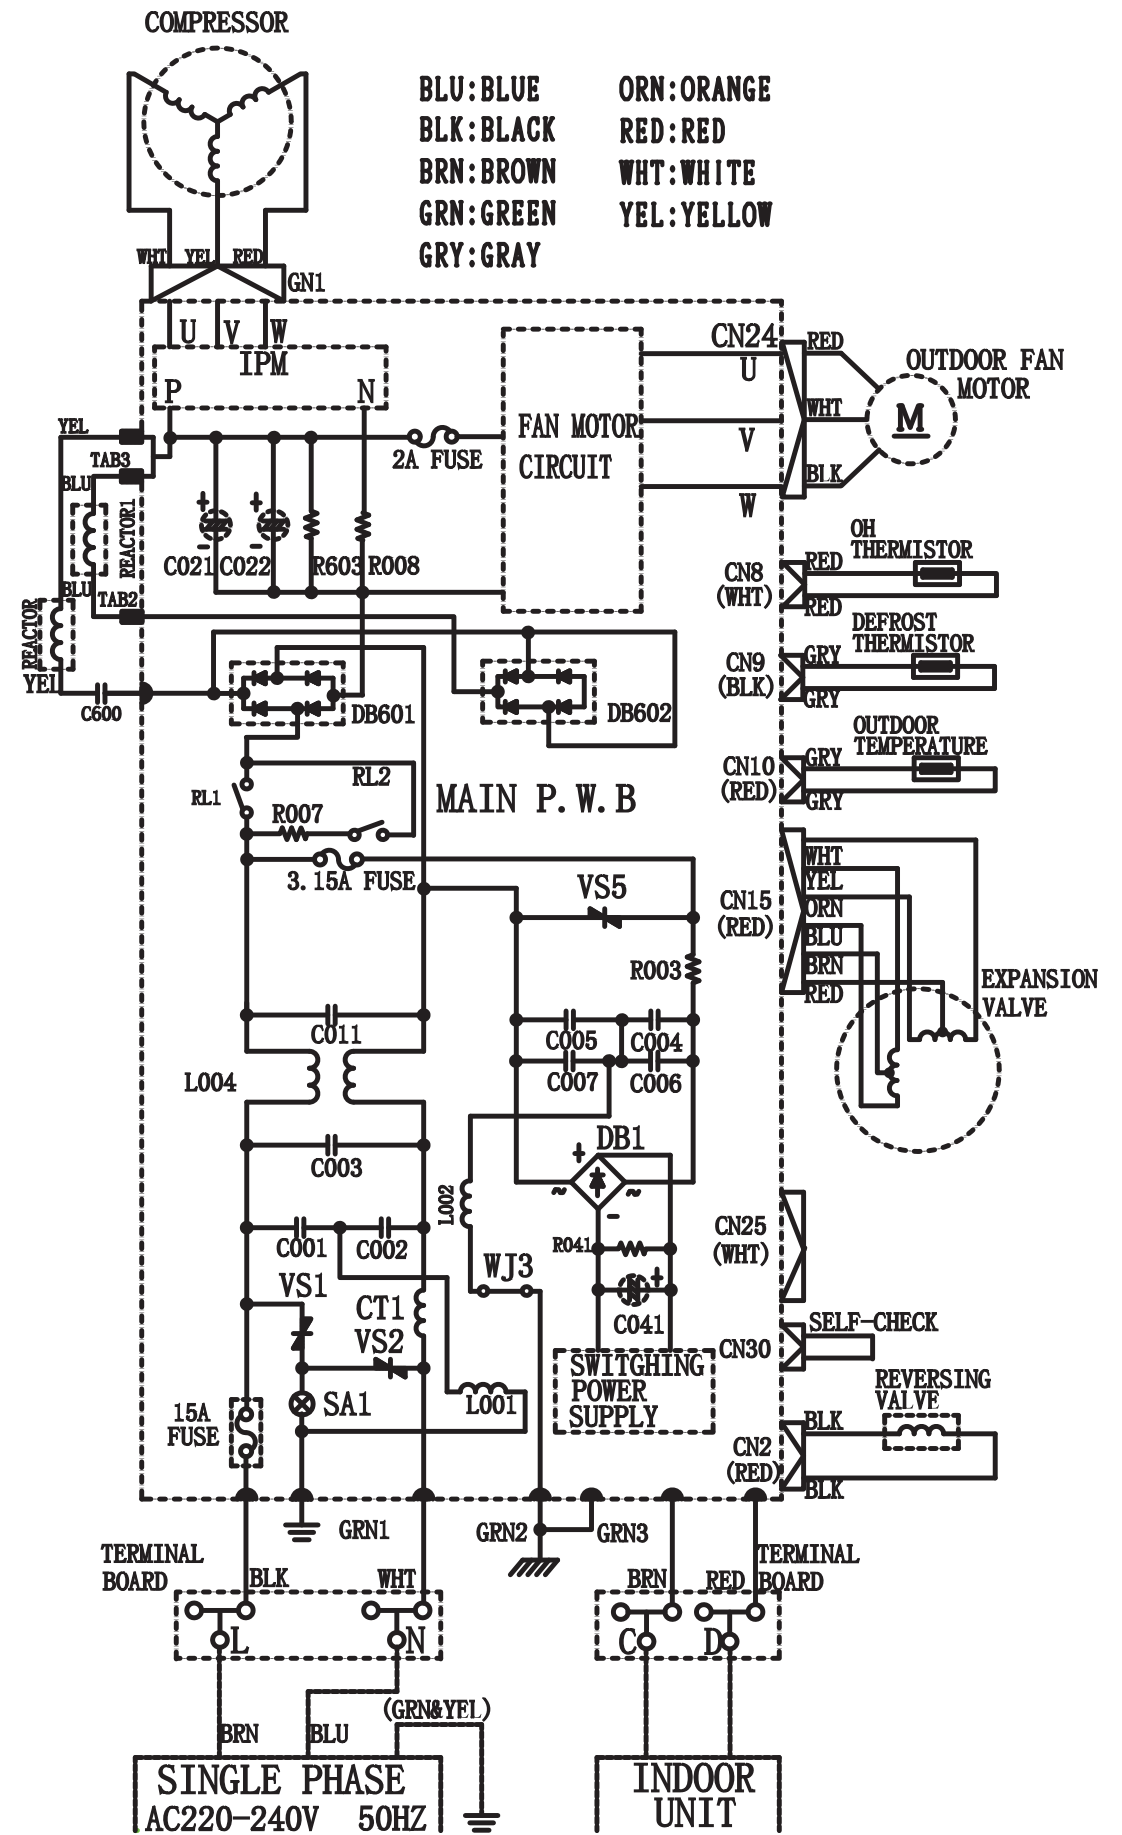 COMPRESSOR
BLU:BLUE
ORN:ORANGE
BLK:BLACK
RED:RED
BRN:BROWN
WHT:WHITE
GRN:GREEN
YEL:YELLOW
GRY:GRAY
WHT YEL RED
GN1
U V W
IPM
P N
CN24
U
V
W
RED
WHT
BLK
OUTDOOR FAN
MOTOR
M
FAN MOTOR
CIRCUIT
2A FUSE
YEL
TAB3
BLU
REACTOR1
BLU
TAB2
REACTOR
YEL
C600
+
-
+
-
C021
C022
R603
R008
OH
THERMISTOR
CN8
(WHT)
RED
RED
DEFROST
THERMISTOR
CN9
(BLK)
GRY
GRY
OUTDOOR
TEMPERATURE
CN10
(RED)
GRY
GRY
DB601
DB602
MAIN P.W.B
RL1
RL2
R007
3.15A FUSE
VS5
R003
CN15
(RED)
WHT
YEL
ORN
BLU
BRN
RED
EXPANSION
VALVE
C011
C005
C004
C007
C006
L004
C003
DB1
+
~
~
-
L002
C001
C002
R041
WJ3
+
C041
VS1
CT1
VS2
SA1
L001
SWITGHING
POWER
SUPPLY
15A
FUSE
CN25
(WHT)
CN30
SELF-CHECK
REVERSING
VALVE
CN2
(RED)
BLK
BLK
GRN1
GRN2
GRN3
TERMINAL
BOARD
BLK
WHT
L
N
BRN
RED
TERMINAL
BOARD
C
D
(GRN&YEL)
BRN
BLU
SINGLE PHASE
AC220-240V 50HZ
INDOOR
UNIT